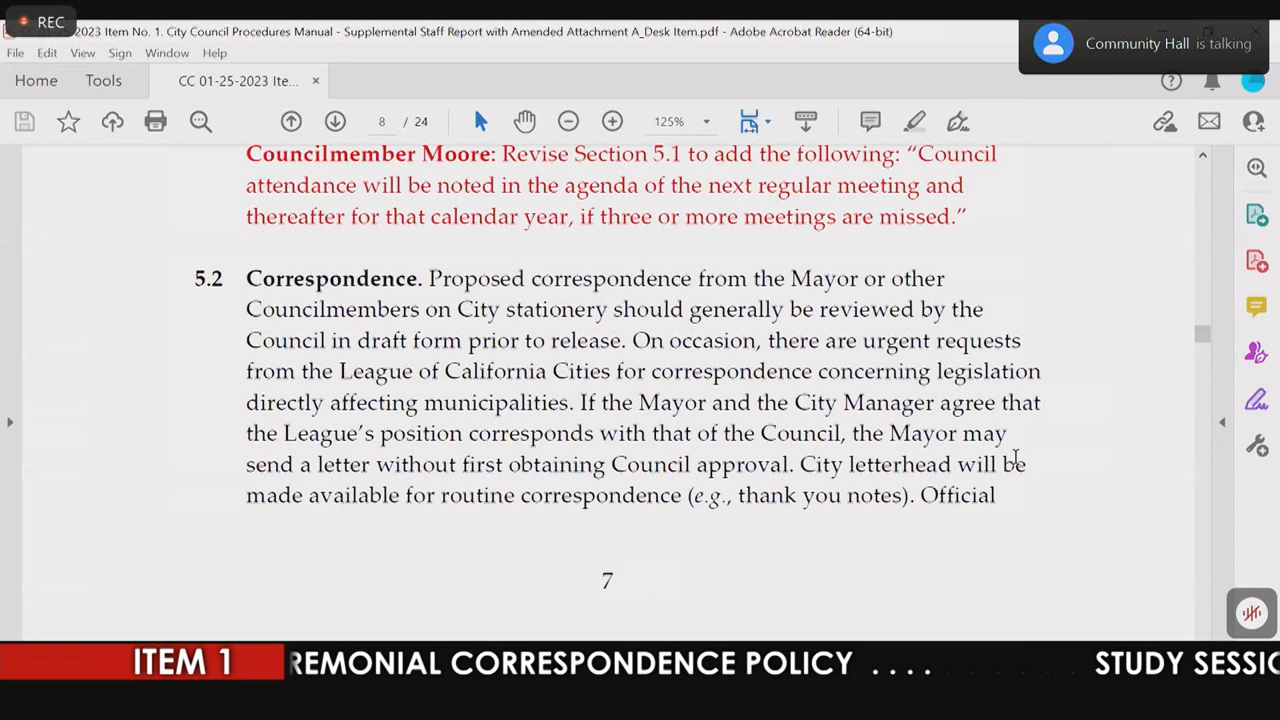 REC
2023 Item No. 1. City Council Procedures Manual - Supplemental Staff Report with Amended Attachment A_Desk Item.pdf - Adobe Acrobat Reader (64-bit)
Community Hall is talking
File Edit View Sign Window Help
Home Tools CC 01-25-2023 Ite... ×
8 / 24 125%
Councilmember Moore: Revise Section 5.1 to add the following: “Council
attendance will be noted in the agenda of the next regular meeting and
thereafter for that calendar year, if three or more meetings are missed.”
5.2 Correspondence. Proposed correspondence from the Mayor or other
Councilmembers on City stationery should generally be reviewed by the
Council in draft form prior to release. On occasion, there are urgent requests
from the League of California Cities for correspondence concerning legislation
directly affecting municipalities. If the Mayor and the City Manager agree that
the League’s position corresponds with that of the Council, the Mayor may
send a letter without first obtaining Council approval. City letterhead will be
made available for routine correspondence (e.g., thank you notes). Official
7
ITEM 1 REMONIAL CORRESPONDENCE POLICY .... STUDY SESSI